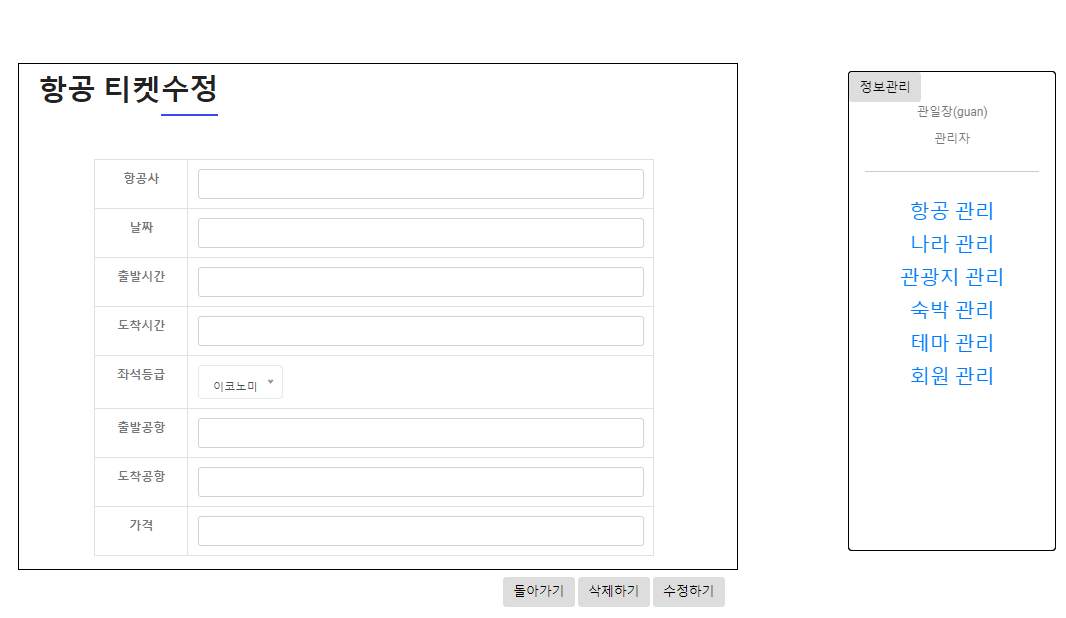 항공 티켓수정
항공사
날짜
출발시간
도착시간
좌석등급
이코노미
출발공항
도착공항
가격
돌아가기
삭제하기
수정하기
정보관리
관일장(guan)
관리자
항공 관리
나라 관리
관광지 관리
숙박 관리
테마 관리
회원 관리